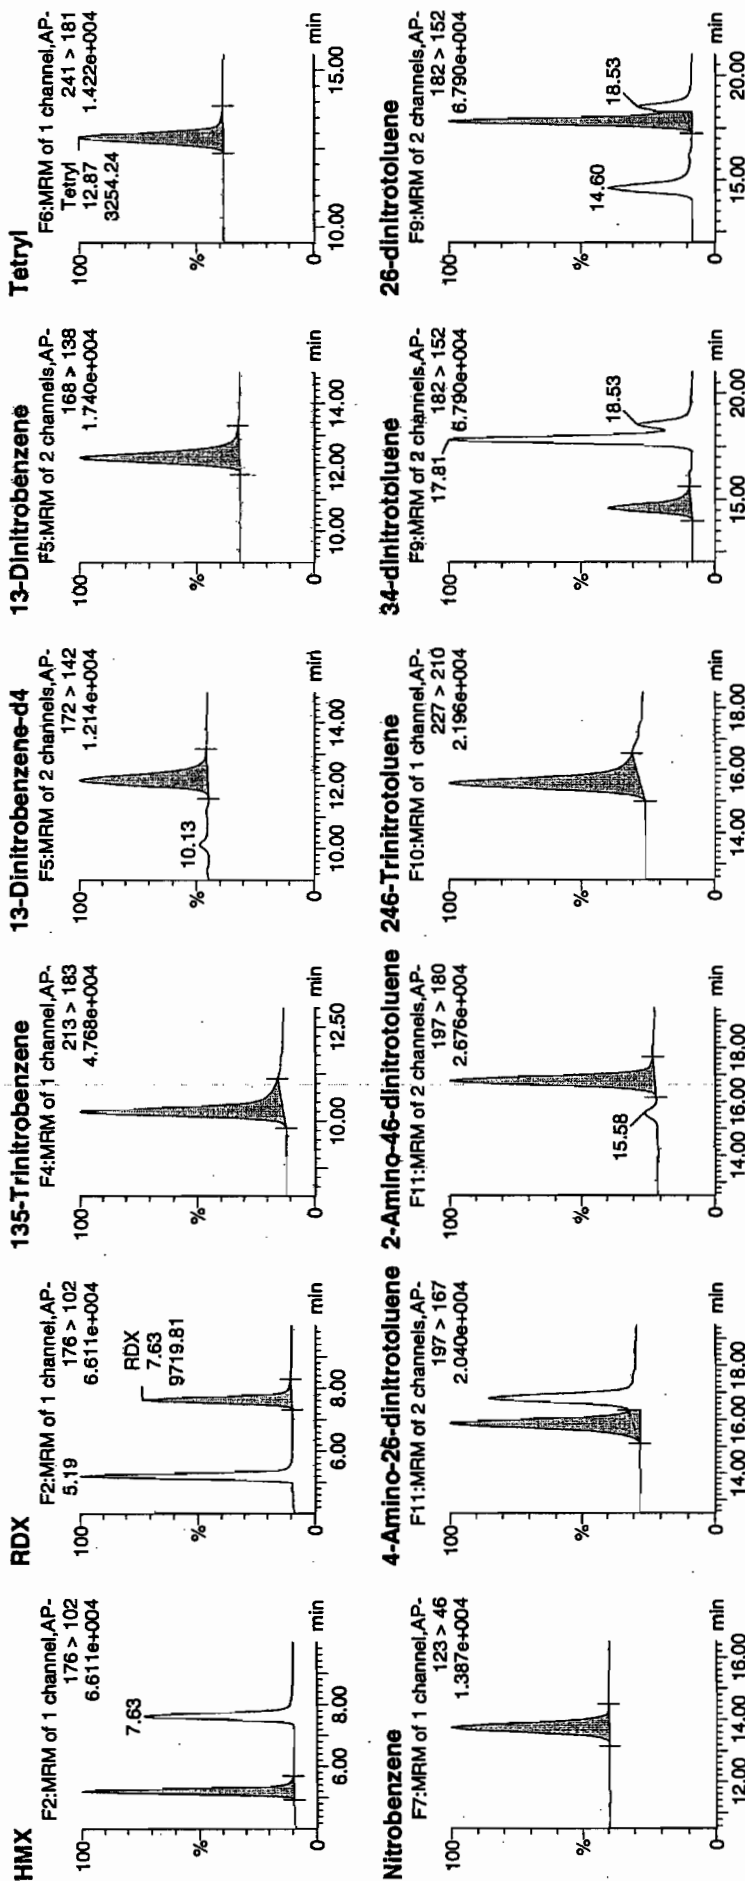 HMX
F2:MRM of 1 channel,AP-
176 > 102
6.611e+004
100
7.63
%
0
6.00
8.00
min
RDX
F2:MRM of 1 channel,AP-
176 > 102
6.611e+004
100
5.19
RDX
7.63
9719.81
%
0
6.00
8.00
min
135-Trinitrobenzene
F4:MRM of 1 channel,AP-
213 > 183
4.768e+004
100
%
0
10.00
12.50
min
13-Dinitrobenzene-d4
F5:MRM of 2 channels,AP-
172 > 142
1.214e+004
100
10.13
%
0
10.00
12.00
14.00
min
13-Dinitrobenzene
F5:MRM of 2 channels,AP-
168 > 138
1.740e+004
100
%
0
10.00
12.00
14.00
min
Tetryl
F6:MRM of 1 channel,AP-
241 > 181
1.422e+004
100
Tetryl
12.87
3254.24
%
0
10.00
15.00
min
Nitrobenzene
F7:MRM of 1 channel,AP-
123 > 46
1.387e+004
100
%
0
12.00
14.00
16.00
min
4-Amino-26-dinitrotoluene
F11:MRM of 2 channels,AP-
197 > 167
2.040e+004
100
%
0
14.00
16.00
18.00
min
2-Amino-46-dinitrotoluene
F11:MRM of 2 channels,AP-
197 > 180
2.676e+004
100
15.58
%
0
14.00
16.00
18.00
min
246-Trinitrotoluene
F10:MRM of 1 channel,AP-
227 > 210
2.196e+004
100
%
0
14.00
16.00
18.00
min
34-dinitrotoluene
F9:MRM of 2 channels,AP-
182 > 152
6.790e+004
100
17.81
18.53
%
0
15.00
20.00
min
26-dinitrotoluene
F9:MRM of 2 channels,AP-
182 > 152
6.790e+004
100
14.60
18.53
%
0
15.00
20.00
min